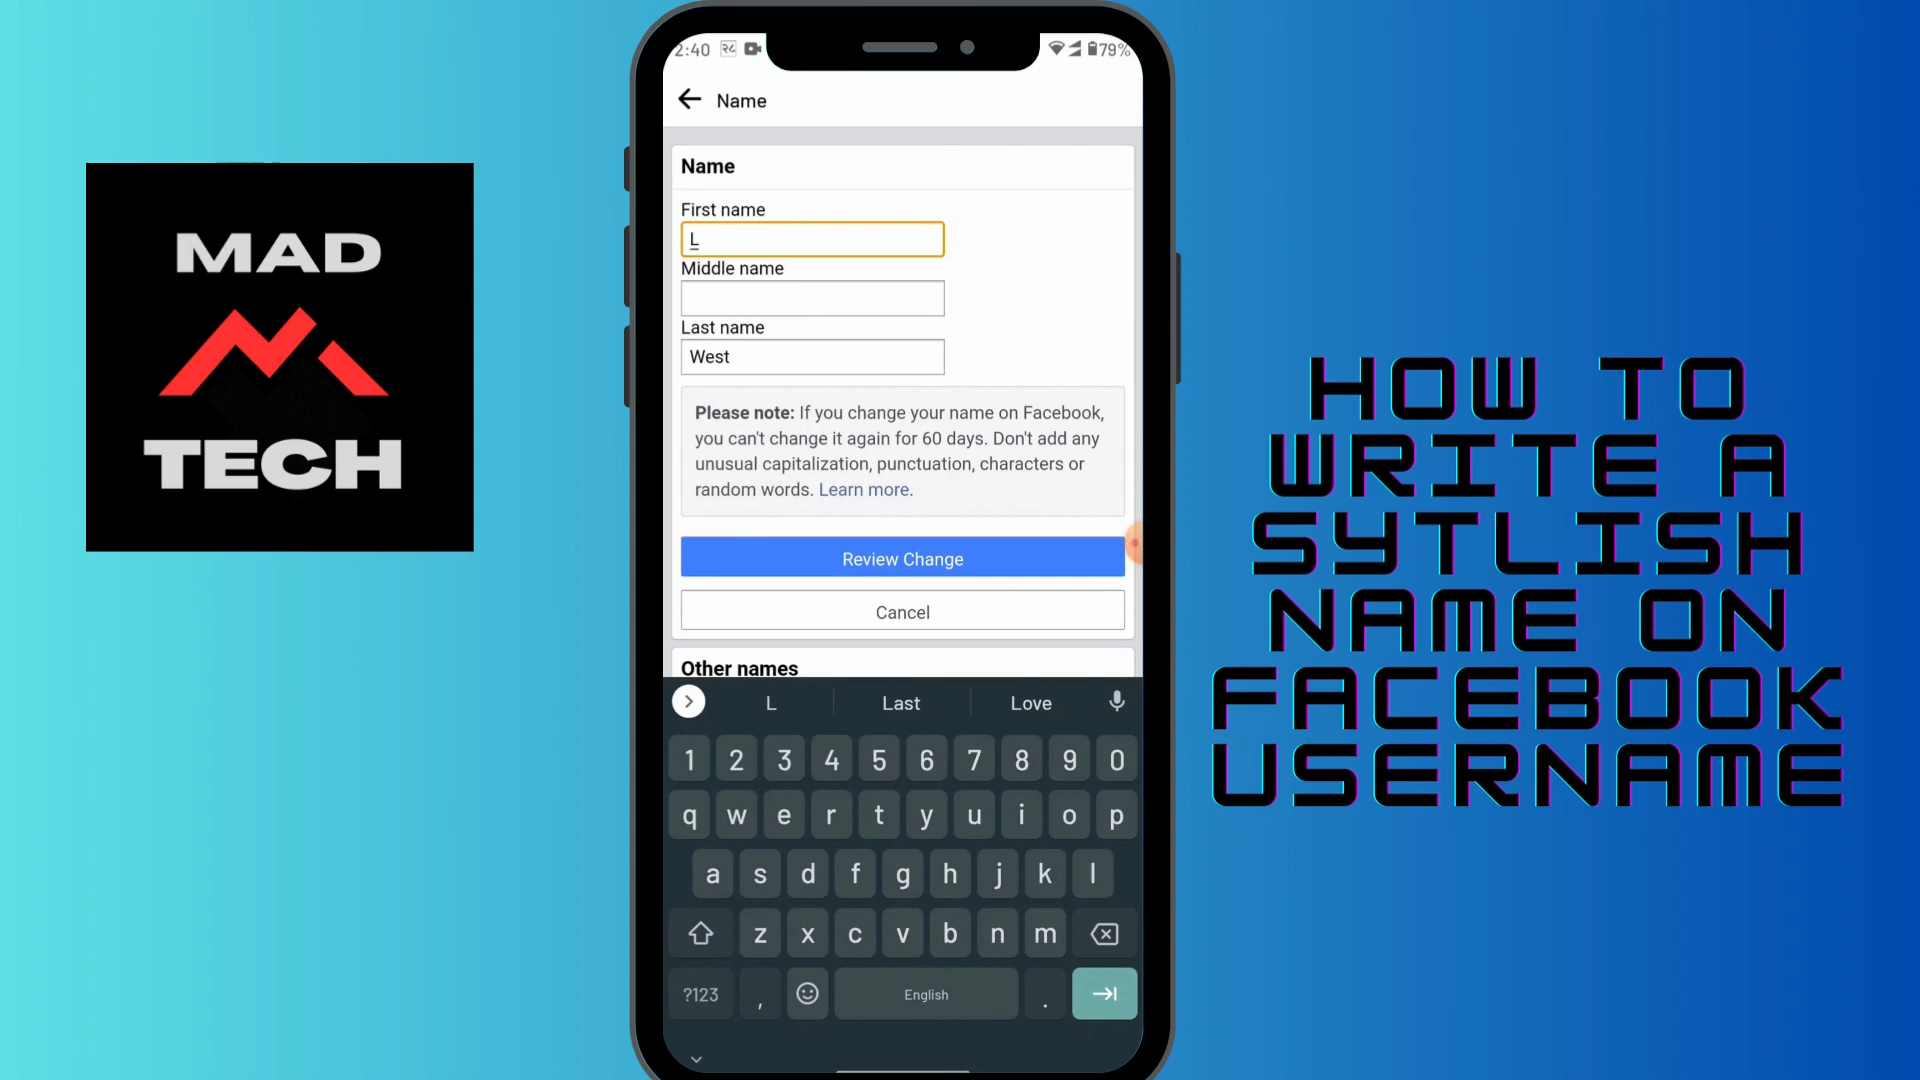 2:40 २८ 79%
Name
Name
First name
L
Middle name
Last name
West
Please note: If you change your name on Facebook,
you can't change it again for 60 days. Don't add any
unusual capitalization, punctuation, characters or
random words. Learn more.
Review Change
Cancel
Other names
L Last Love
1 2 3 4 5 6 7 8 9 0
q w e r t y u i o p
a s d f g h j k l
z x c v b n m
?123 , English .
MAD
TECH
HOW TO
WRITE A
SYTLISH
NAME ON
FACEBOOK
USERNAME